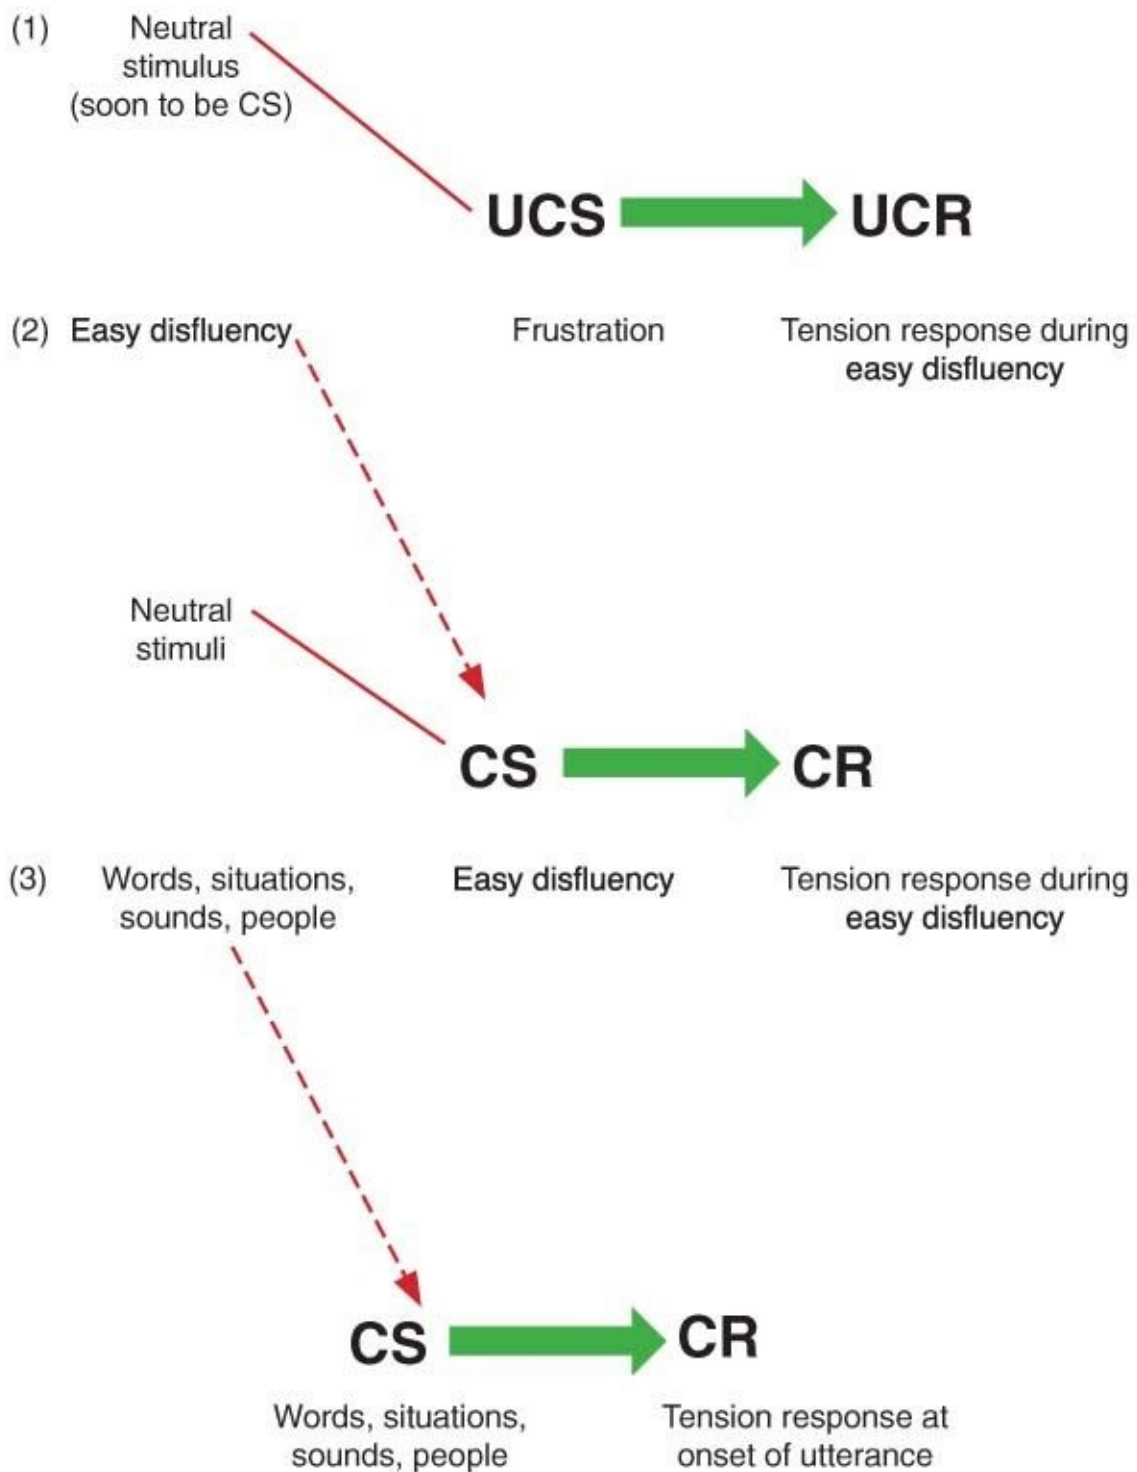 (1) Neutral
stimulus
(soon to be CS)
UCS UCR
(2) Easy disfluency Frustration Tension response during
easy disfluency
Neutral
stimuli
CS CR
(3) Words, situations, Easy disfluency Tension response during
sounds, people easy disfluency
CS CR
Words, situations, Tension response at
sounds, people onset of utterance